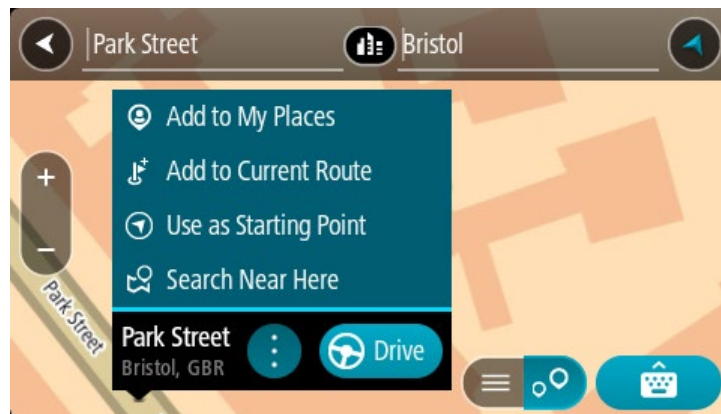 Park Street
Bristol
Add to My Places
Add to Current Route
Use as Starting Point
Search Near Here
Park Street
Park Street
Bristol, GBR
Drive